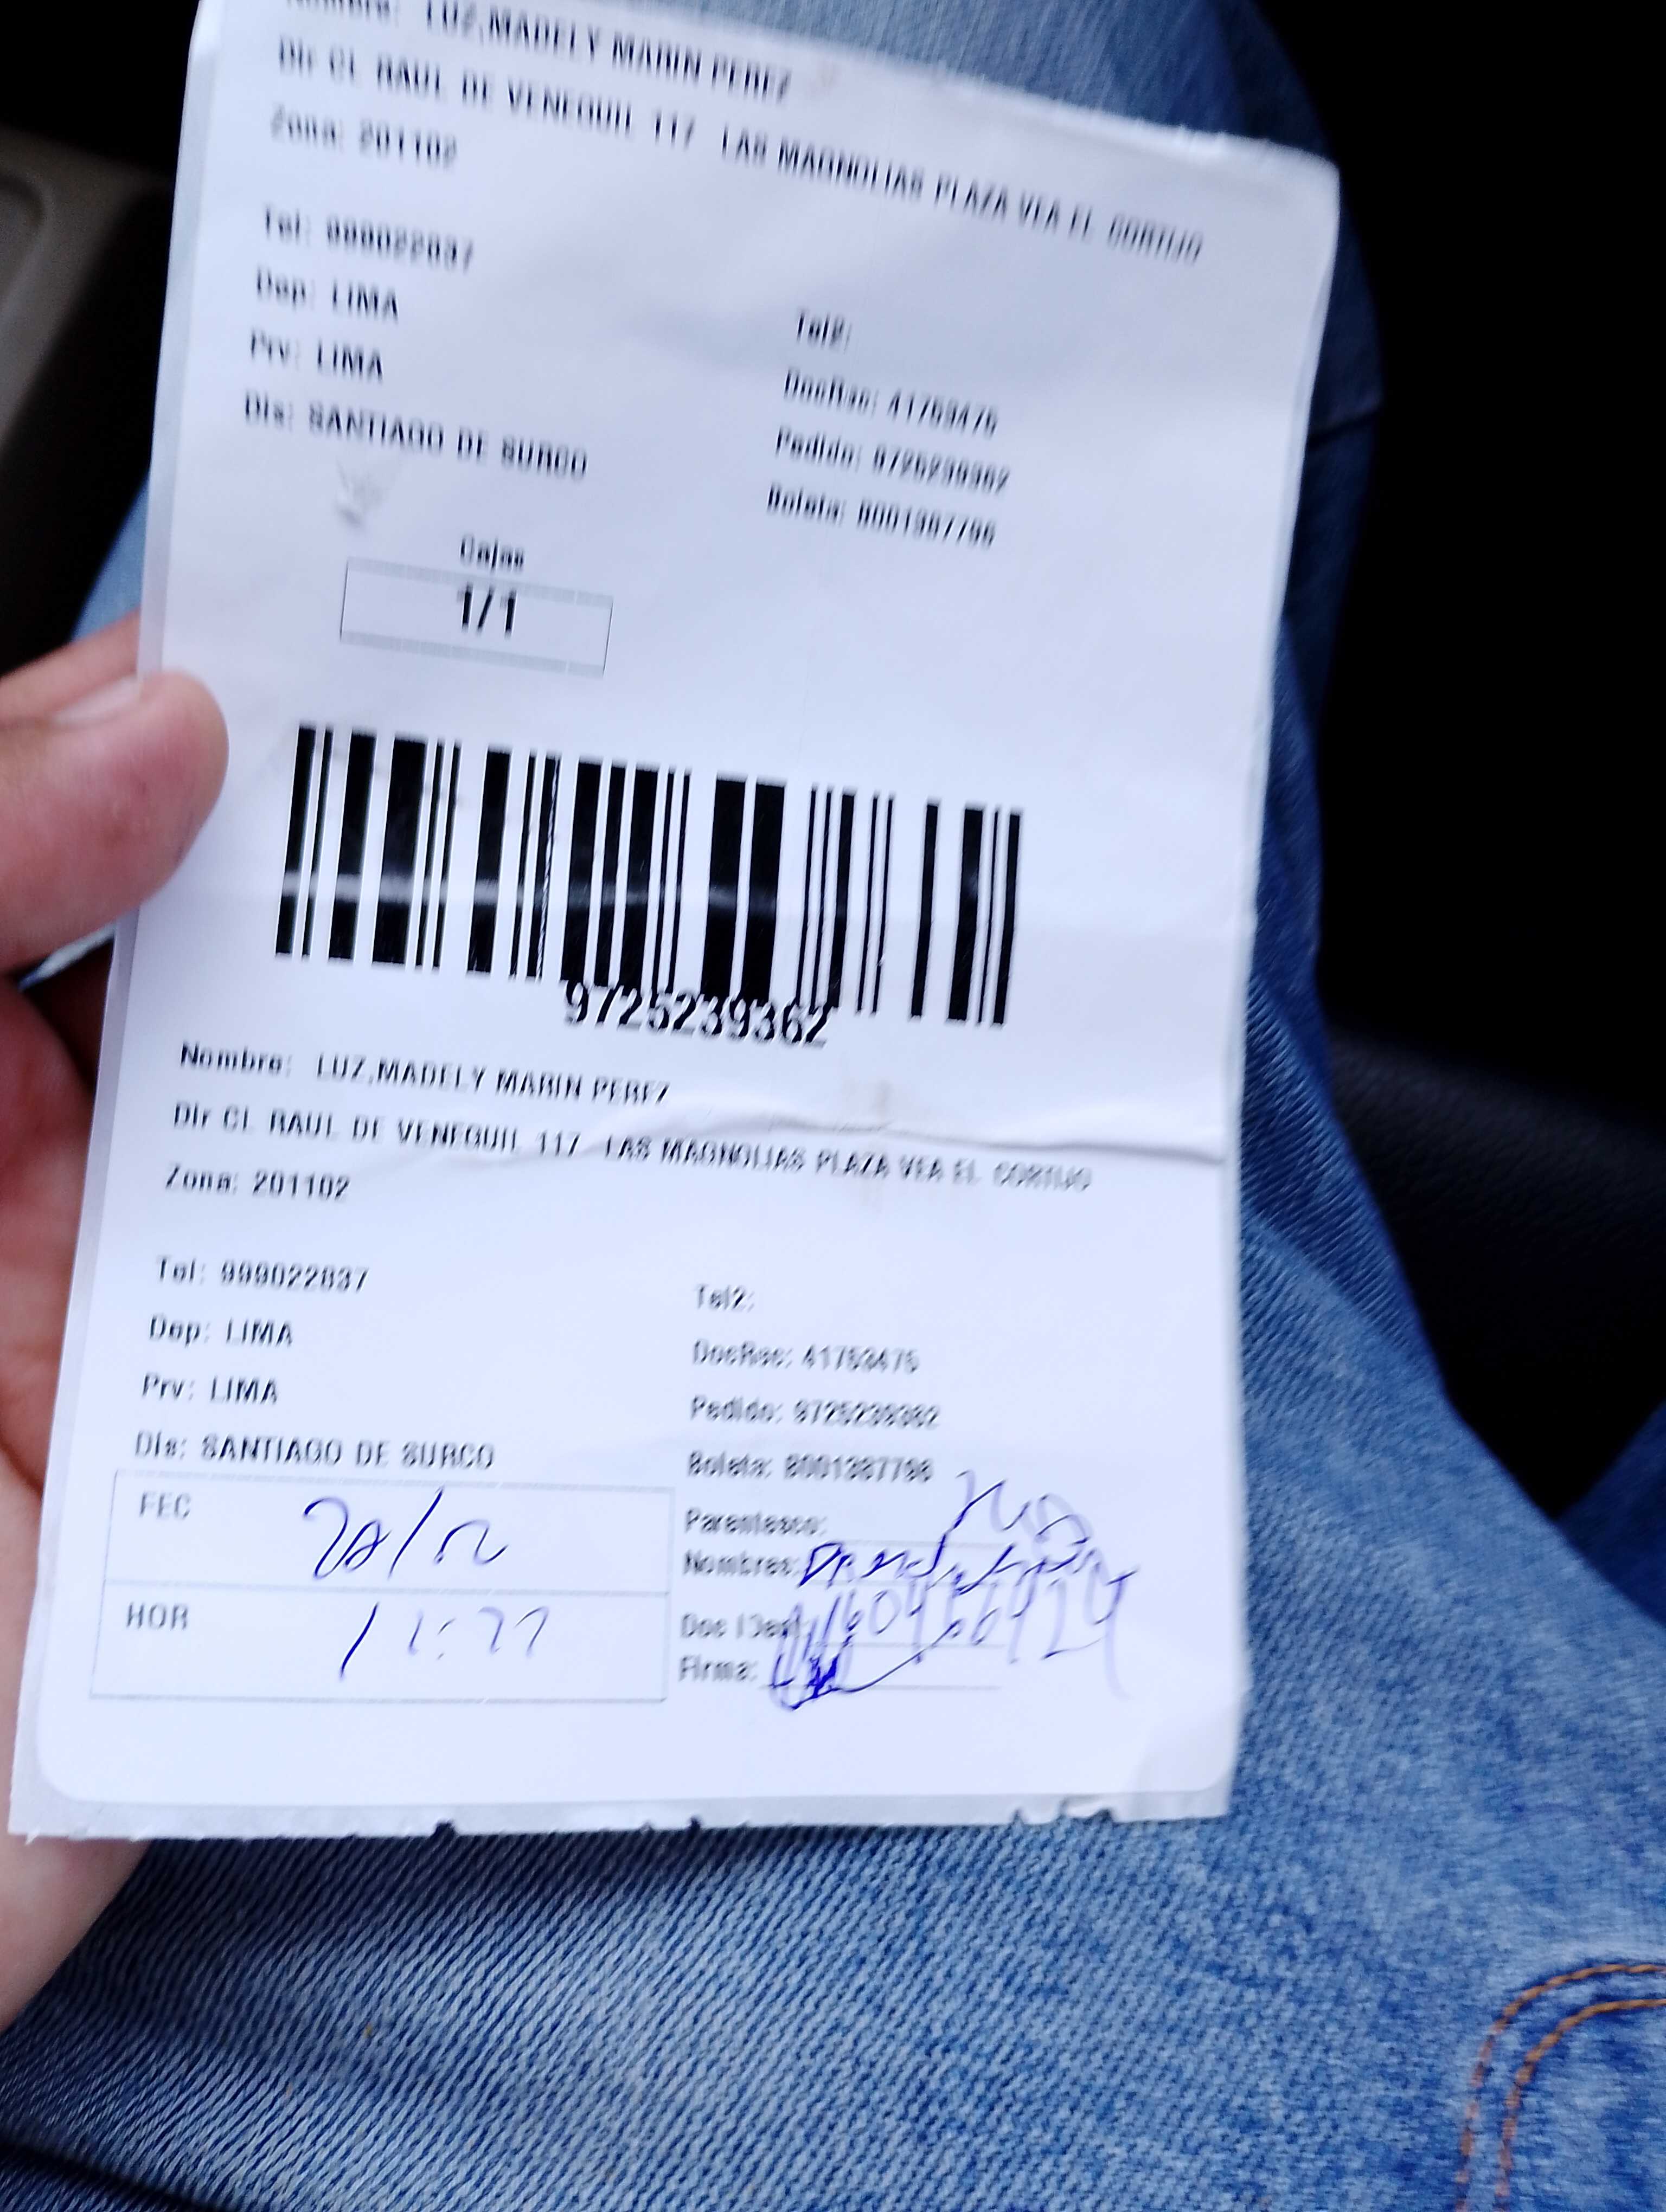 Nombre: LUZ,MADELY MARIN PEREZ
Dir CL RAUL DE VENEQUIL 117 LAS MAGNOLIAS PLAZA VEA EL CORTIJO
Zona: 201102
Tel: 999022837
Dep: LIMA
Tel2:
Prv: LIMA
DocRec: 41753475
Dis: SANTIAGO DE SURCO
Pedido: 9725239362
Boleta:
Cajas
1/1
9725239362
Nombre: LUZ,MADELY MARIN PEREZ
Dir CL RAUL DE VENEQUIL 117 LAS MAGNOLIAS PLAZA VEA EL CORTIJO
Zona: 201102
Tel: 999022837
Tel2:
Dep: LIMA
DocRec: 41753475
Prv: LIMA
Pedido: 9725239362
Dis: SANTIAGO DE SURCO
Boleta:
FEC
Parentesco:
Nombres:
HOR
Doc
Firma: